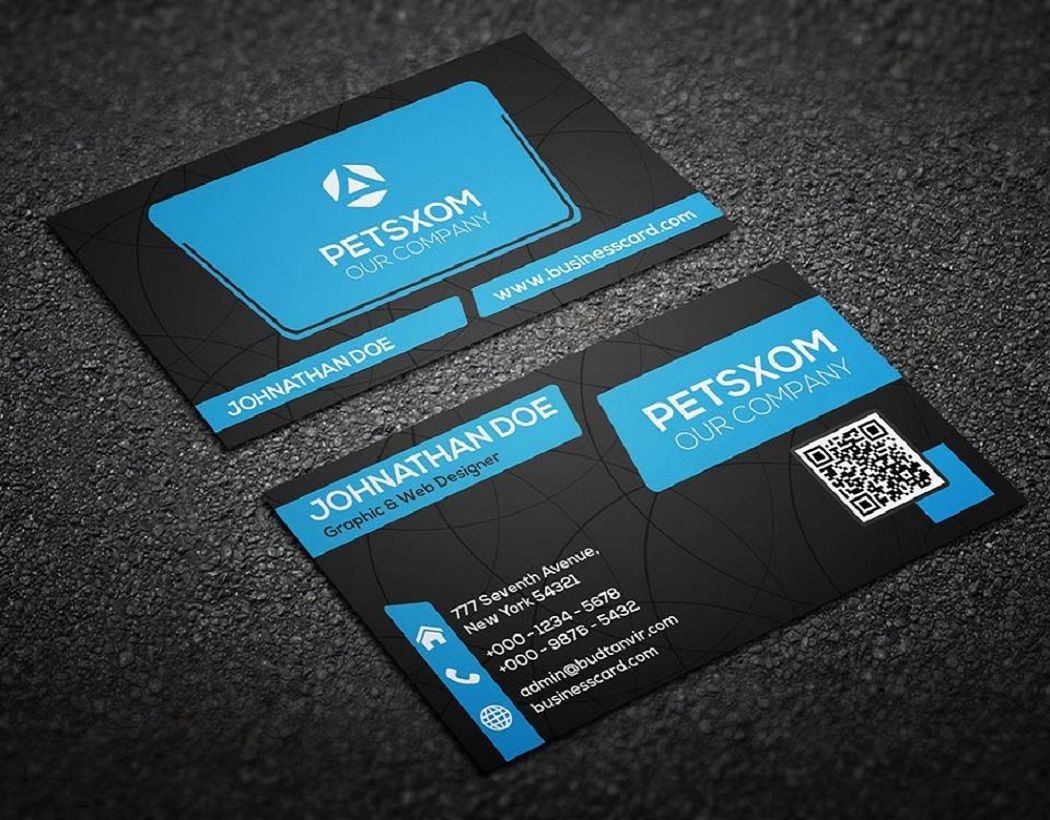 PETSXOM
OUR COMPANY
JOHNATHAN DOE
www.businesscard.com
JOHNATHAN DOE
Graphic & Web Designer
PETSXOM
OUR COMPANY
777 Seventh Avenue,
New York 54321
+000 - 1234 - 5678
+000 - 9876 - 5432
admin@budtanvir.com
businesscard.com